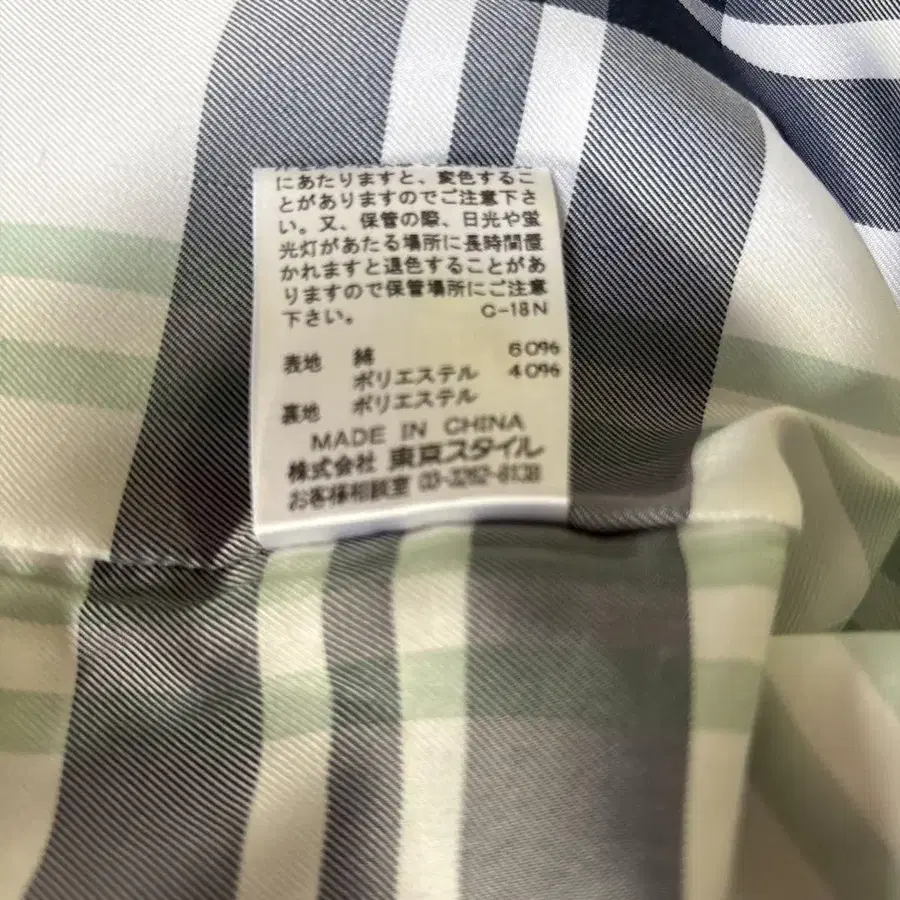 にあたりますと、変色するこ
とがありますのでご注意下さ
い。又、保管の際、日光や蛍
光灯があたる場所に長時間置
かれますと退色することがあ
りますので保管場所にご注意
下さい。 C-18N
表地 綿 60%
ポリエステル 40%
裏地 ポリエステル
MADE IN CHINA
株式会社 東京スタイル
お客様相談室 03-3262-8138